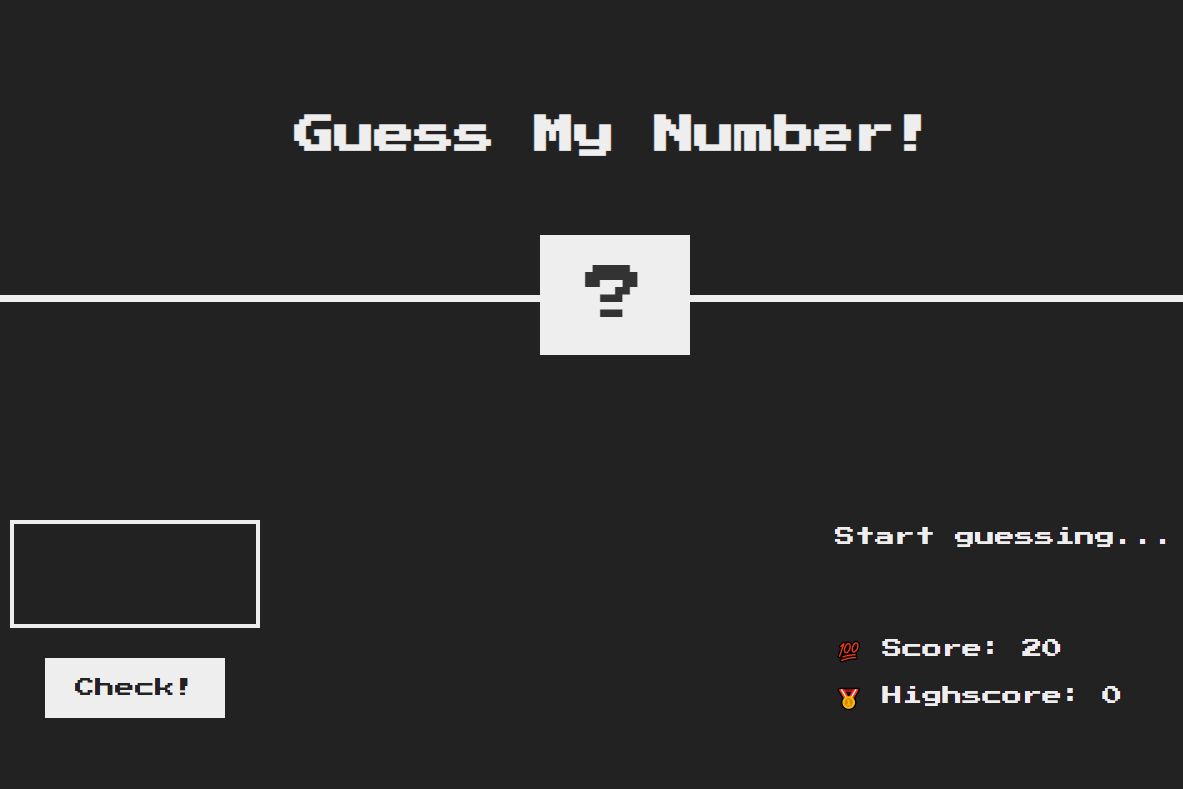 Guess My Number!
?
Start guessing...
Check!
💯 Score: 20
🥇 Highscore: 0